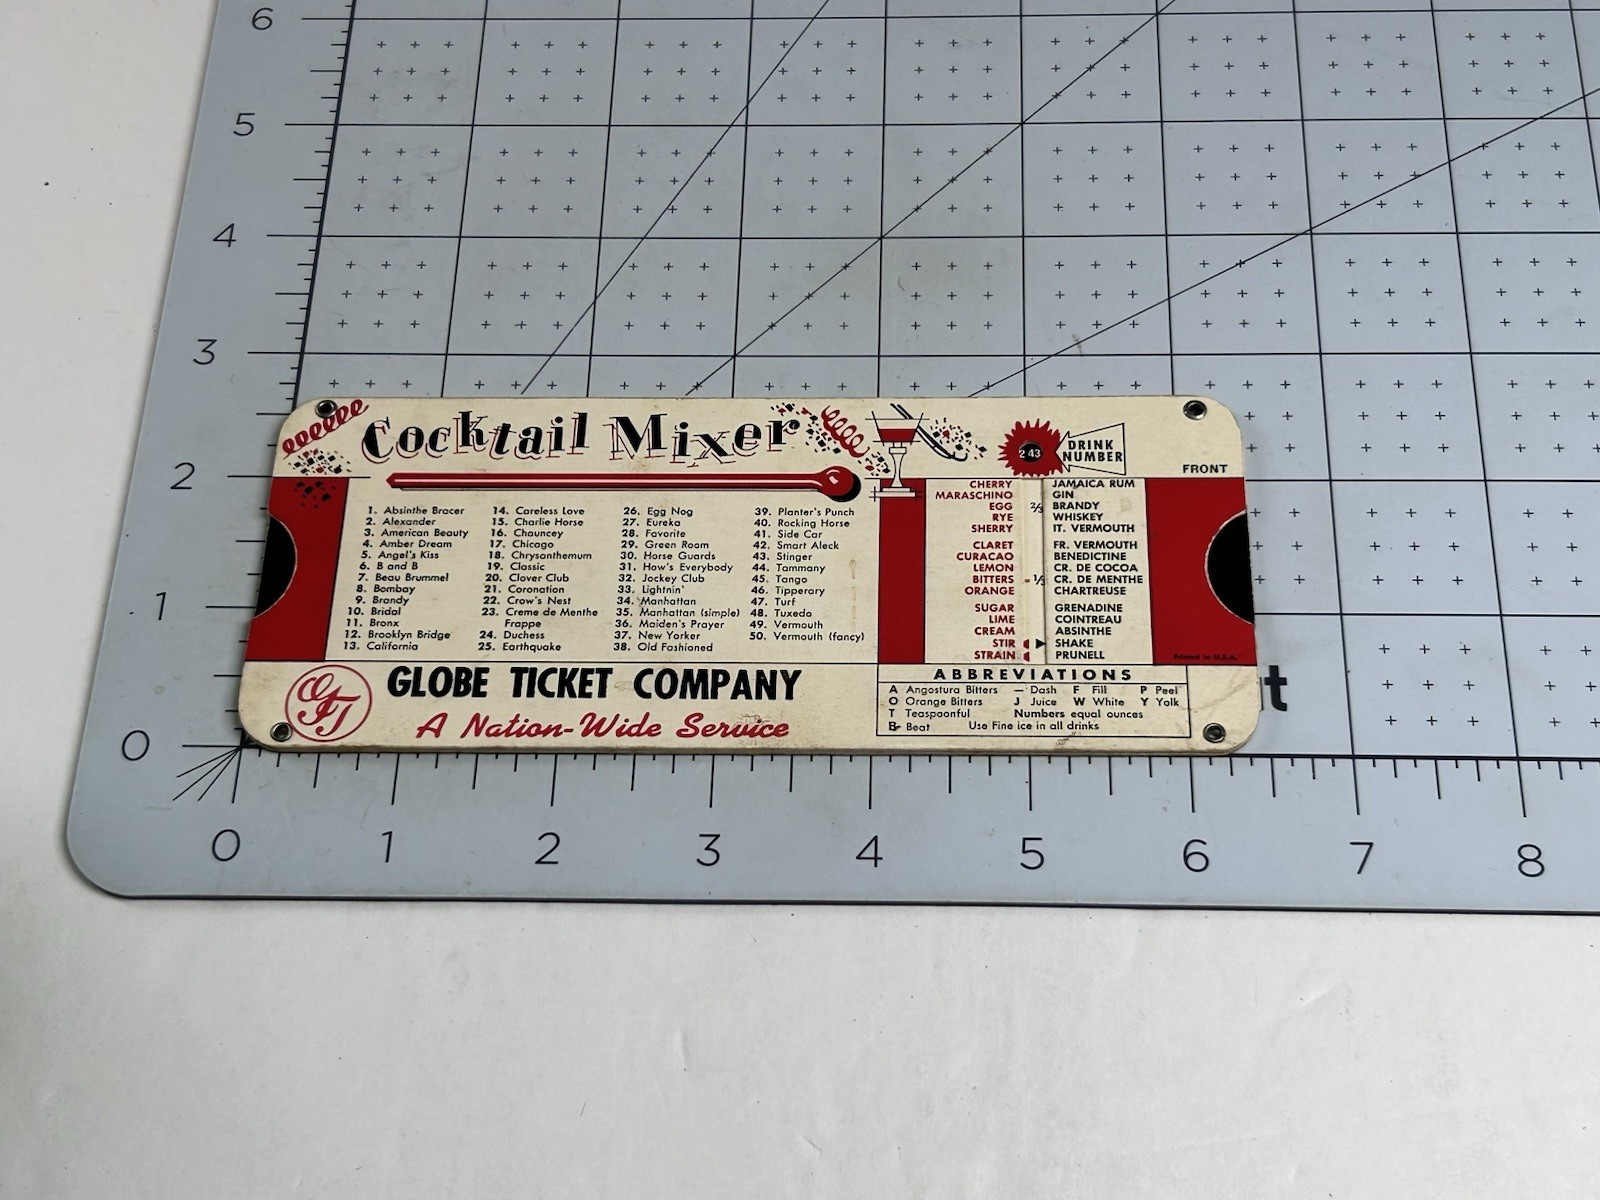 6
5
4
3
2
1
0
Cocktail Mixer
2 43
DRINK
NUMBER
FRONT
1. Absinthe Bracer
2. Alexander
3. American Beauty
4. Amber Dream
5. Angel's Kiss
6. B and B
7. Beau Brummel
8. Bombay
9. Brandy
10. Bridal
11. Bronx
12. Brooklyn Bridge
13. California
14. Careless Love
15. Charlie Horse
16. Chauncey
17. Chicago
18. Chrysanthemum
19. Classic
20. Clover Club
21. Coronation
22. Crow's Nest
23. Creme de Menthe
Frappe
24. Duchess
25. Earthquake
26. Egg Nog
27. Eureka
28. Favorite
29. Green Room
30. Horse Guards
31. How's Everybody
32. Jockey Club
33. Lightnin'
34. Manhattan
35. Manhattan (simple)
36. Maiden's Prayer
37. New Yorker
38. Old Fashioned
39. Planter's Punch
40. Rocking Horse
41. Side Car
42. Smart Aleck
43. Stinger
44. Tammany
45. Tango
46. Tipperary
47. Turf
48. Tuxedo
49. Vermouth
50. Vermouth (fancy)
CHERRY JAMAICA RUM
MARASCHINO GIN
EGG 2/3 BRANDY
RYE WHISKEY
SHERRY IT. VERMOUTH
CLARET FR. VERMOUTH
CURACAO BENEDICTINE
LEMON CR. DE COCOA
BITTERS - 1/3 CR. DE MENTHE
ORANGE CHARTREUSE
SUGAR GRENADINE
LIME COINTREAU
CREAM ABSINTHE
STIR SHAKE
STRAIN PRUNELL
Printed in U.S.A.
GFT
GLOBE TICKET COMPANY
A Nation-Wide Service
ABBREVIATIONS
A Angostura Bitters — Dash F Fill P Peel
O Orange Bitters J Juice W White Y Yolk
T Teaspoonful Numbers equal ounces
B Beat Use Fine ice in all drinks
t
0 1 2 3 4 5 6 7 8